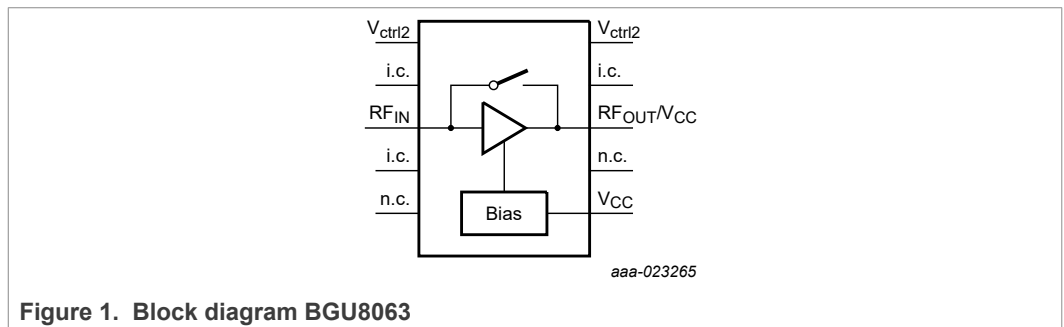 Vctrl2 Vctrl2
i.c. i.c.
RFIN RFOUT/VCC
i.c. n.c.
n.c. Bias VCC
aaa-023265
Figure 1. Block diagram BGU8063